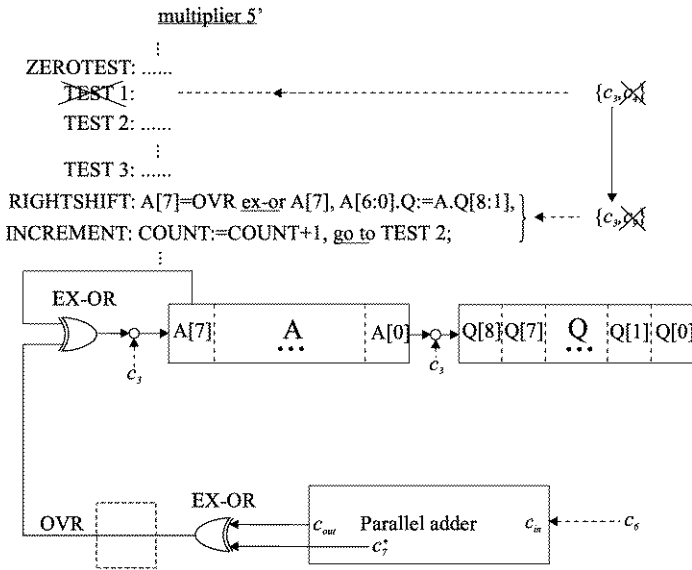 multiplier 5’
⋮
ZEROTEST: ......
TEST 1: {c3, c4}
TEST 2: ......
⋮
TEST 3: ......
RIGHTSHIFT: A[7]=OVR ex-or A[7], A[6:0].Q:=A.Q[8:1], {c3, c5}
INCREMENT: COUNT:=COUNT+1, go to TEST 2;
⋮
EX-OR
A[7] A ... A[0] Q[8] Q[7] Q ... Q[1] Q[0]
c3 c3
EX-OR
OVR cout Parallel adder cin c6
c7*